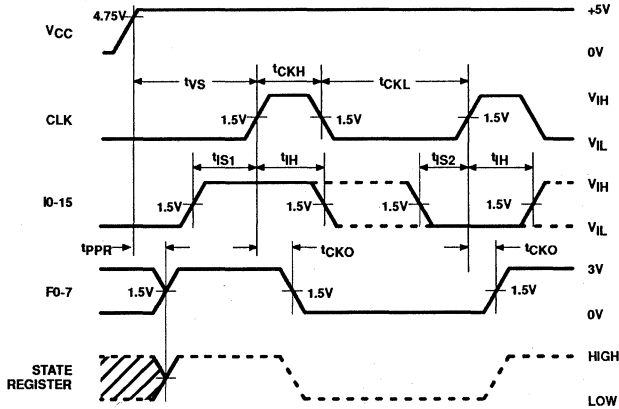 4.75V
VCC
+5V
0V
tVS
tCKH
tCKL
CLK
1.5V
1.5V
1.5V
VIH
VIL
tIS1
tIH
tIS2
tIH
I0-15
1.5V
1.5V
1.5V
1.5V
VIH
VIL
tPPR
tCKO
tCKO
F0-7
1.5V
1.5V
1.5V
3V
0V
STATE
REGISTER
HIGH
LOW